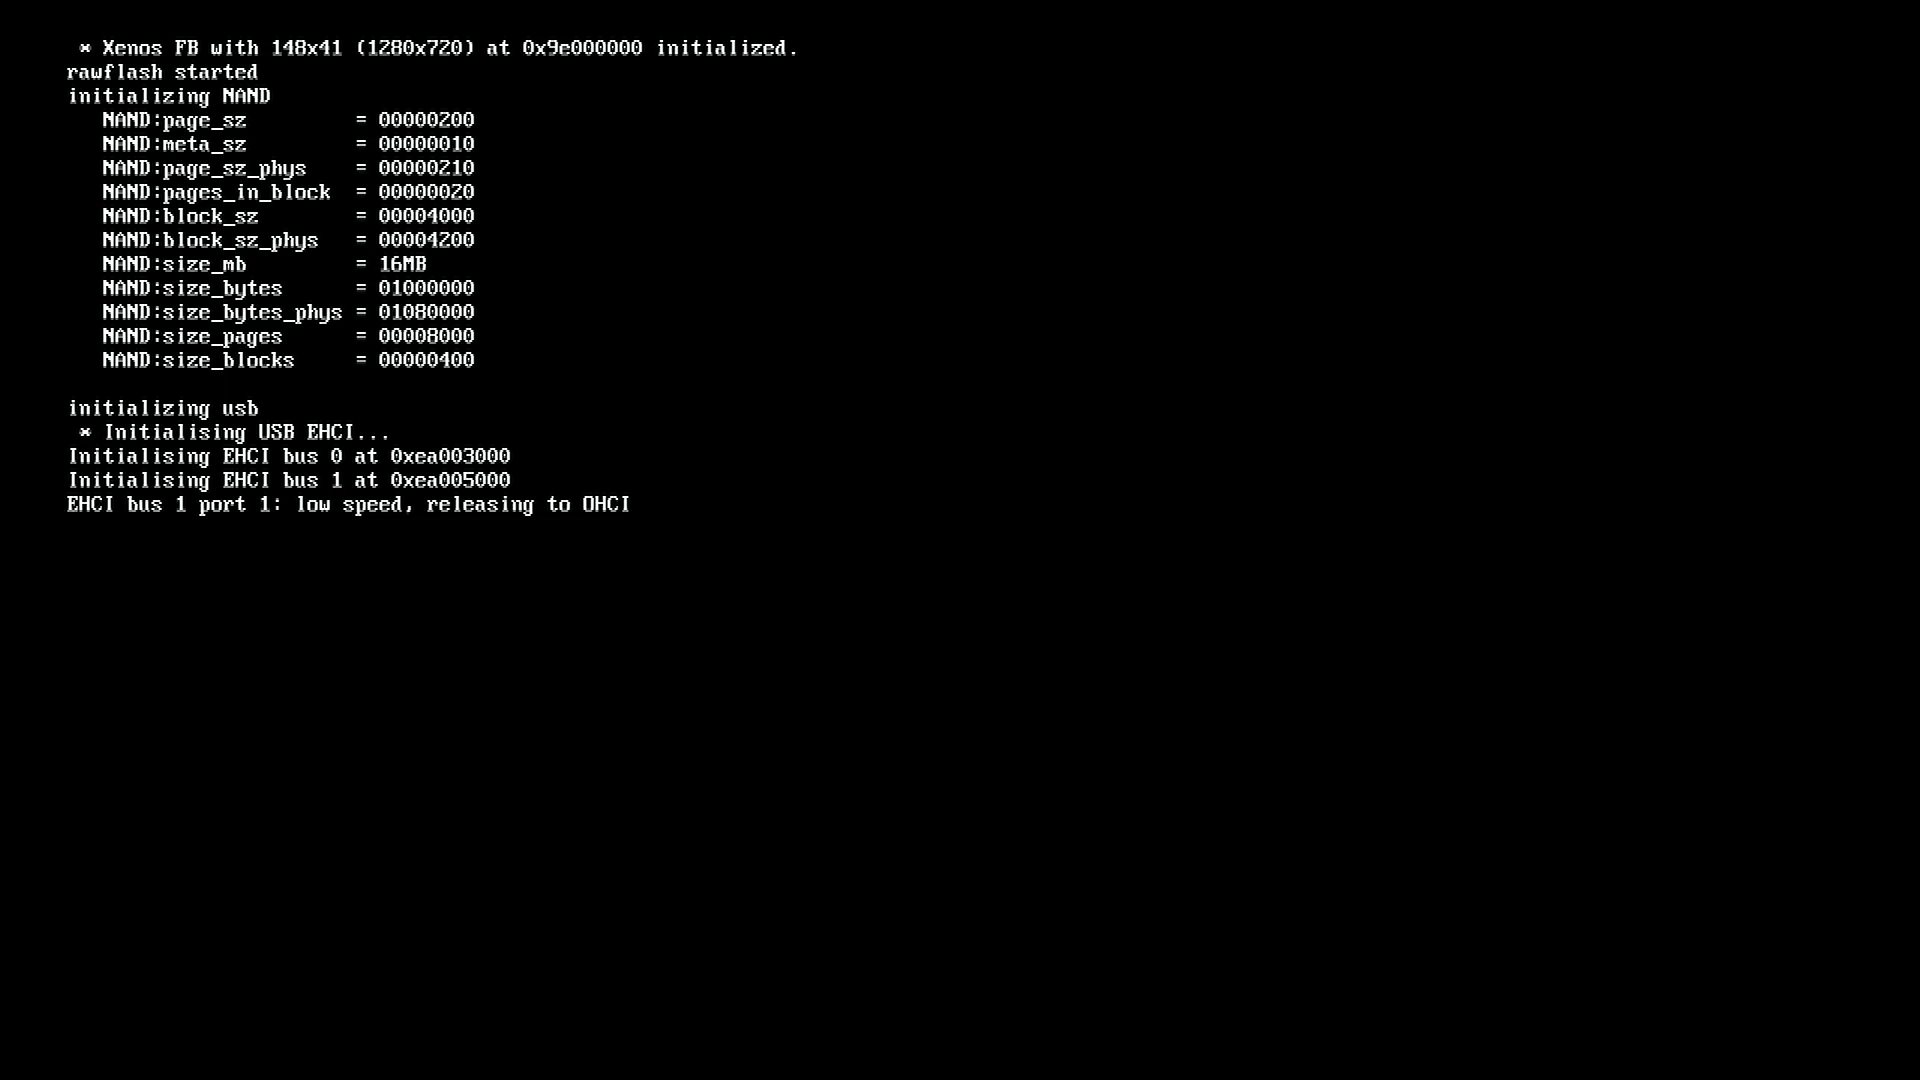 * Xenos FB with 148x41 (1280x720) at 0x9e000000 initialized.
rawflash started
initializing NAND
NAND:page_sz = 00000200
NAND:meta_sz = 00000010
NAND:page_sz_phys = 00000210
NAND:pages_in_block = 00000020
NAND:block_sz = 00004000
NAND:block_sz_phys = 00004200
NAND:size_mb = 16MB
NAND:size_bytes = 01000000
NAND:size_bytes_phys = 01080000
NAND:size_pages = 00008000
NAND:size_blocks = 00000400
initializing usb
* Initialising USB EHCI...
Initialising EHCI bus 0 at 0xea003000
Initialising EHCI bus 1 at 0xea005000
EHCI bus 1 port 1: low speed, releasing to OHCI